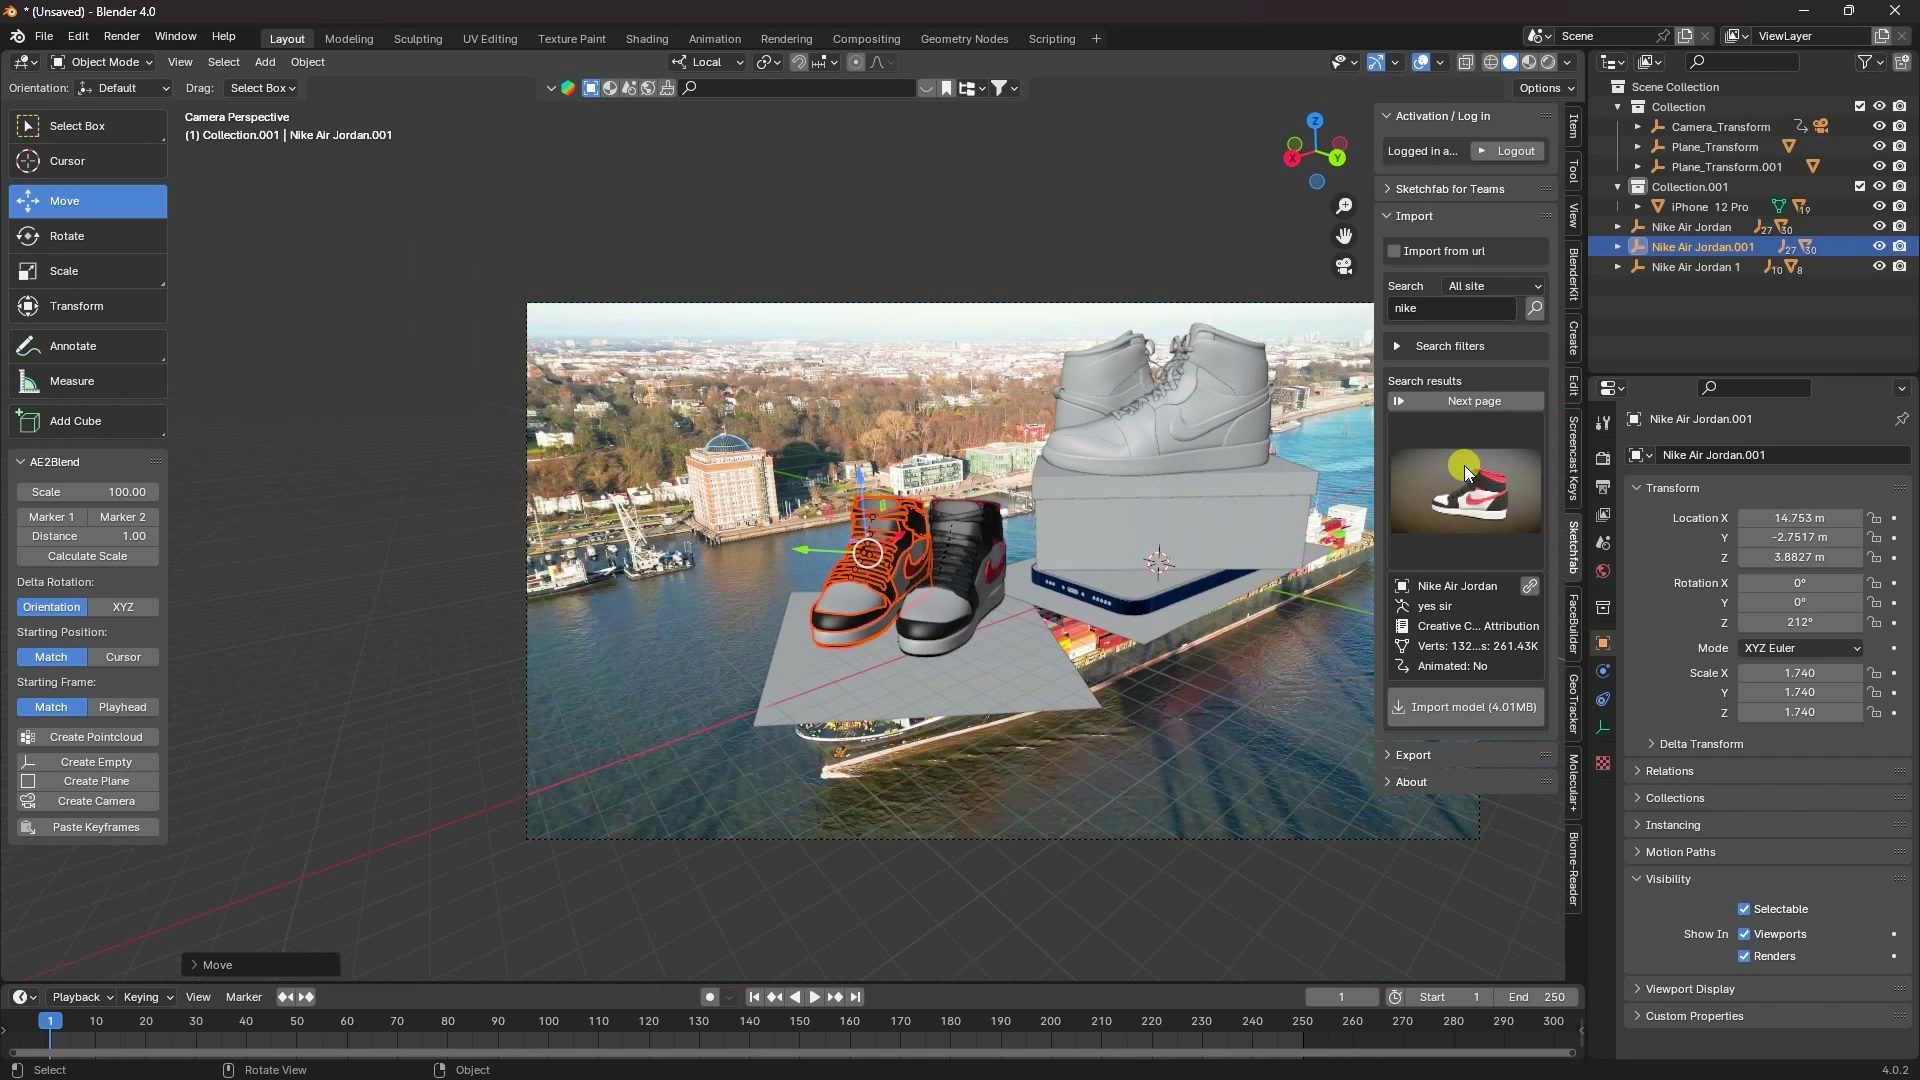 * (Unsaved) - Blender 4.0
File Edit Render Window Help
Layout Modeling Sculpting UV Editing Texture Paint Shading Animation Rendering Compositing Geometry Nodes Scripting +
Scene
ViewLayer
Object Mode View Select Add Object
Local
Orientation: Default Drag: Select Box
Options
Select Box
Cursor
Move
Rotate
Scale
Transform
Annotate
Measure
Add Cube
AE2Blend
Scale 100.00
Marker 1 Marker 2
Distance 1.00
Calculate Scale
Delta Rotation:
Orientation XYZ
Starting Position:
Match Cursor
Starting Frame:
Match Playhead
Create Pointcloud
Create Empty
Create Plane
Create Camera
Paste Keyframes
Camera Perspective
(1) Collection.001 | Nike Air Jordan.001
Z
X
Y
Move
Activation / Log in
Logged in a... Logout
Sketchfab for Teams
Import
Import from url
Search All site
nike
Search filters
Search results
Next page
Nike Air Jordan
yes sir
Creative C... Attribution
Verts: 132...s: 261.43K
Animated: No
Import model (4.01MB)
Export
About
Item
Tool
View
BlenderKit
Create
Edit
Screencast Keys
Sketchfab
FaceBuilder
GeoTracker
Molecular+
Biome-Reader
Scene Collection
Collection
Camera_Transform
Plane_Transform
Plane_Transform.001
Collection.001
iPhone 12 Pro 19
Nike Air Jordan 27 30
Nike Air Jordan.001 27 30
Nike Air Jordan 1 10 8
Nike Air Jordan.001
Nike Air Jordan.001
Transform
Location X 14.753 m
Y -2.7517 m
Z 3.8827 m
Rotation X 0°
Y 0°
Z 212°
Mode XYZ Euler
Scale X 1.740
Y 1.740
Z 1.740
Delta Transform
Relations
Collections
Instancing
Motion Paths
Visibility
Selectable
Show In Viewports
Renders
Viewport Display
Custom Properties
Playback Keying View Marker
1 Start 1 End 250
1 10 20 30 40 50 60 70 80 90 100 110 120 130 140 150 160 170 180 190 200 210 220 230 240 250 260 270 280 290 300
Select Rotate View Object 4.0.2